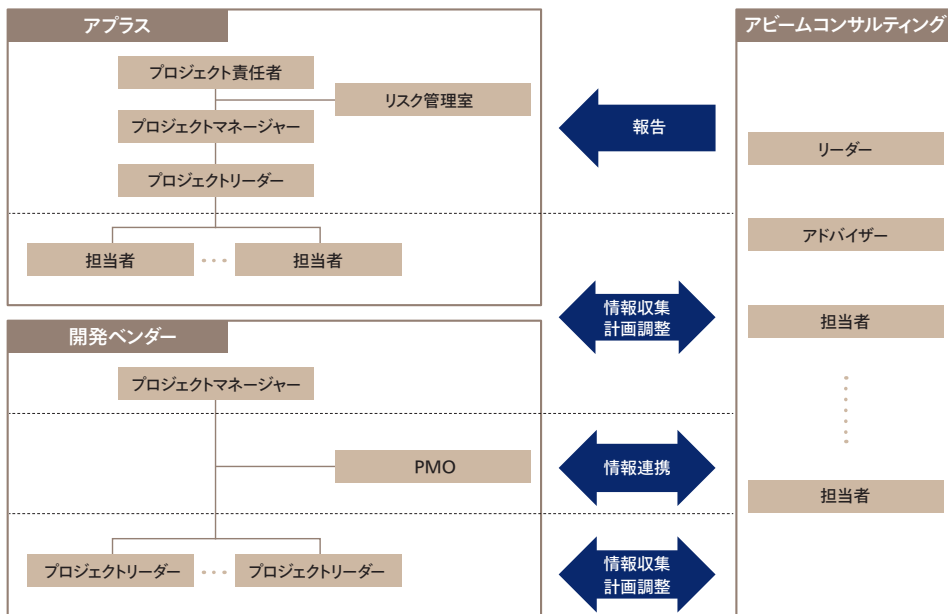 アプラス
プロジェクト責任者
リスク管理室
プロジェクトマネージャー
プロジェクトリーダー
担当者
担当者
開発ベンダー
プロジェクトマネージャー
PMO
プロジェクトリーダー
プロジェクトリーダー
報告
情報収集
計画調整
情報連携
情報収集
計画調整
アビームコンサルティング
リーダー
アドバイザー
担当者
担当者